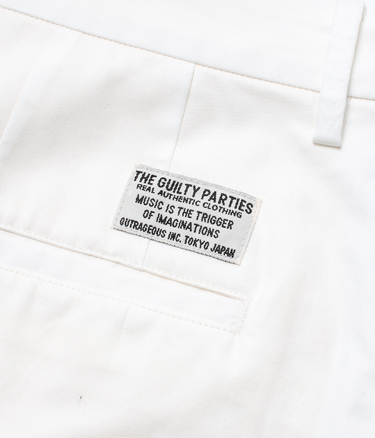 THE GUILTY PARTIES
REAL AUTHENTIC CLOTHING
MUSIC IS THE TRIGGER
OF IMAGINATIONS
OUTRAGEOUS INC. TOKYO JAPAN